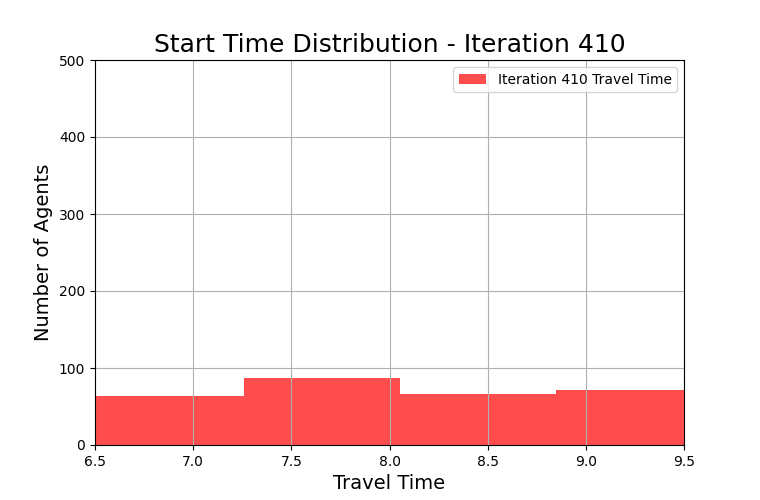 Start Time Distribution - Iteration 410
500
400
300
200
100
0
Number of Agents
Iteration 410 Travel Time
6.5 7.0 7.5 8.0 8.5 9.0 9.5
Travel Time